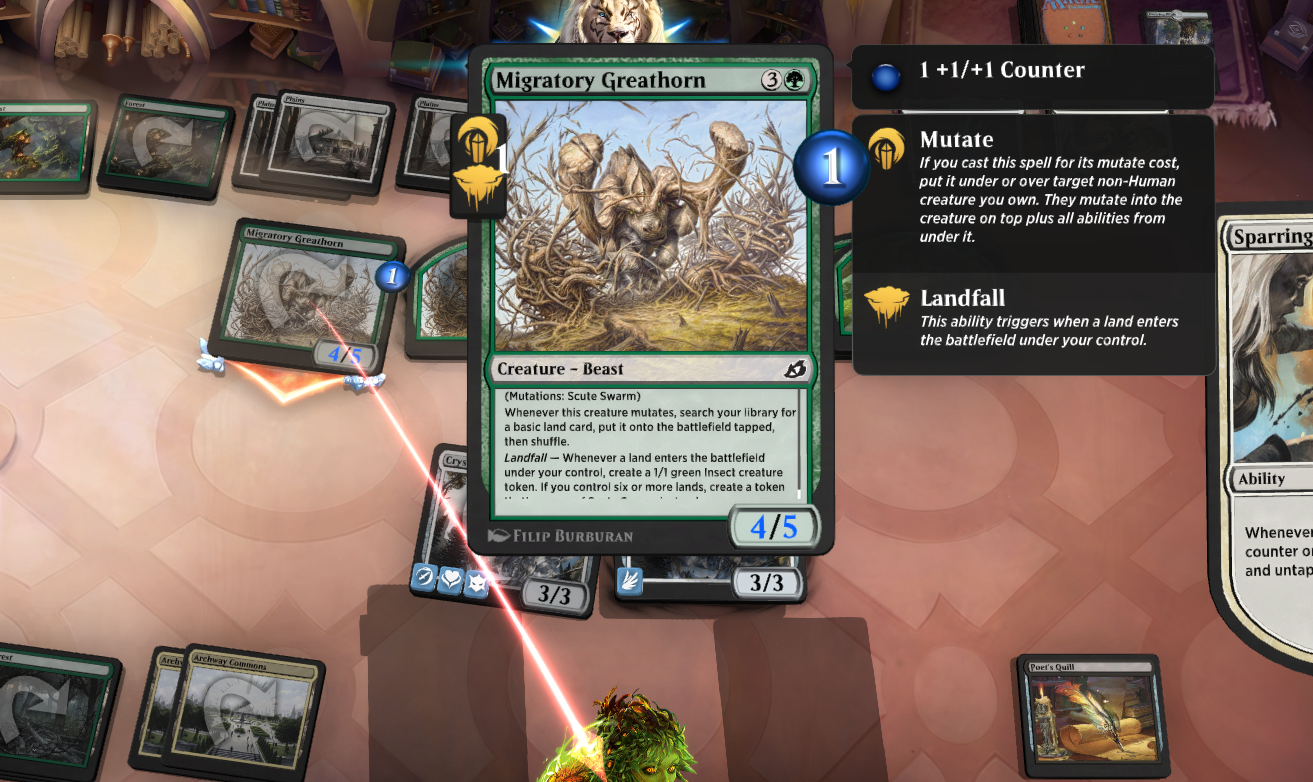 Migratory Greathorn
3
1
1
Creature – Beast
(Mutations: Scute Swarm)
Whenever this creature mutates, search your library for
a basic land card, put it onto the battlefield tapped,
then shuffle.
Landfall — Whenever a land enters the battlefield
under your control, create a 1/1 green Insect creature
token. If you control six or more lands, create a token
4/5
FILIP BURBURAN
1 +1/+1 Counter
Mutate
If you cast this spell for its mutate cost,
put it under or over target non-Human
creature you own. They mutate into the
creature on top plus all abilities from
under it.
Landfall
This ability triggers when a land enters
the battlefield under your control.
Forest
Plains
Migratory Greathorn
1
4/5
Sparring
Ability
Whenever
counter o
and untap
Crys
3/3
3/3
Arch
Archway Commons
Poet's Quill